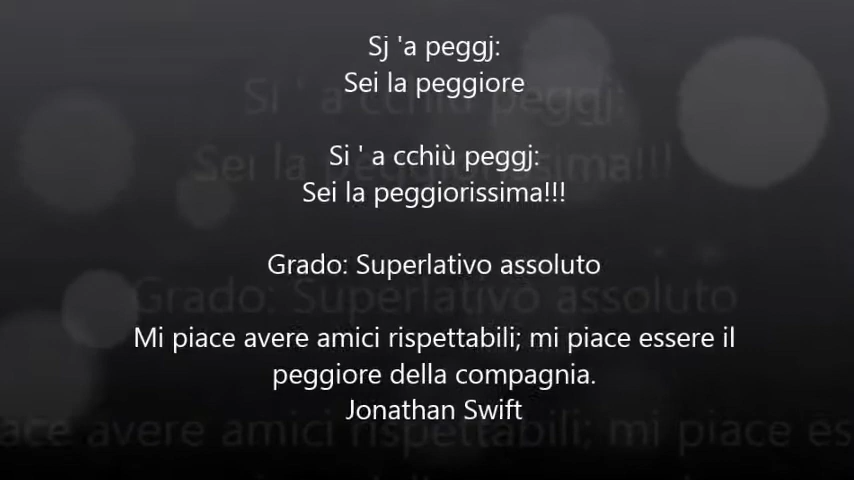 Sj 'a peggj:
Sei la peggiore
Si ' a cchiù peggj:
Sei la peggiorissima!!!
Grado: Superlativo assoluto
Mi piace avere amici rispettabili; mi piace essere il
peggiore della compagnia.
Jonathan Swift